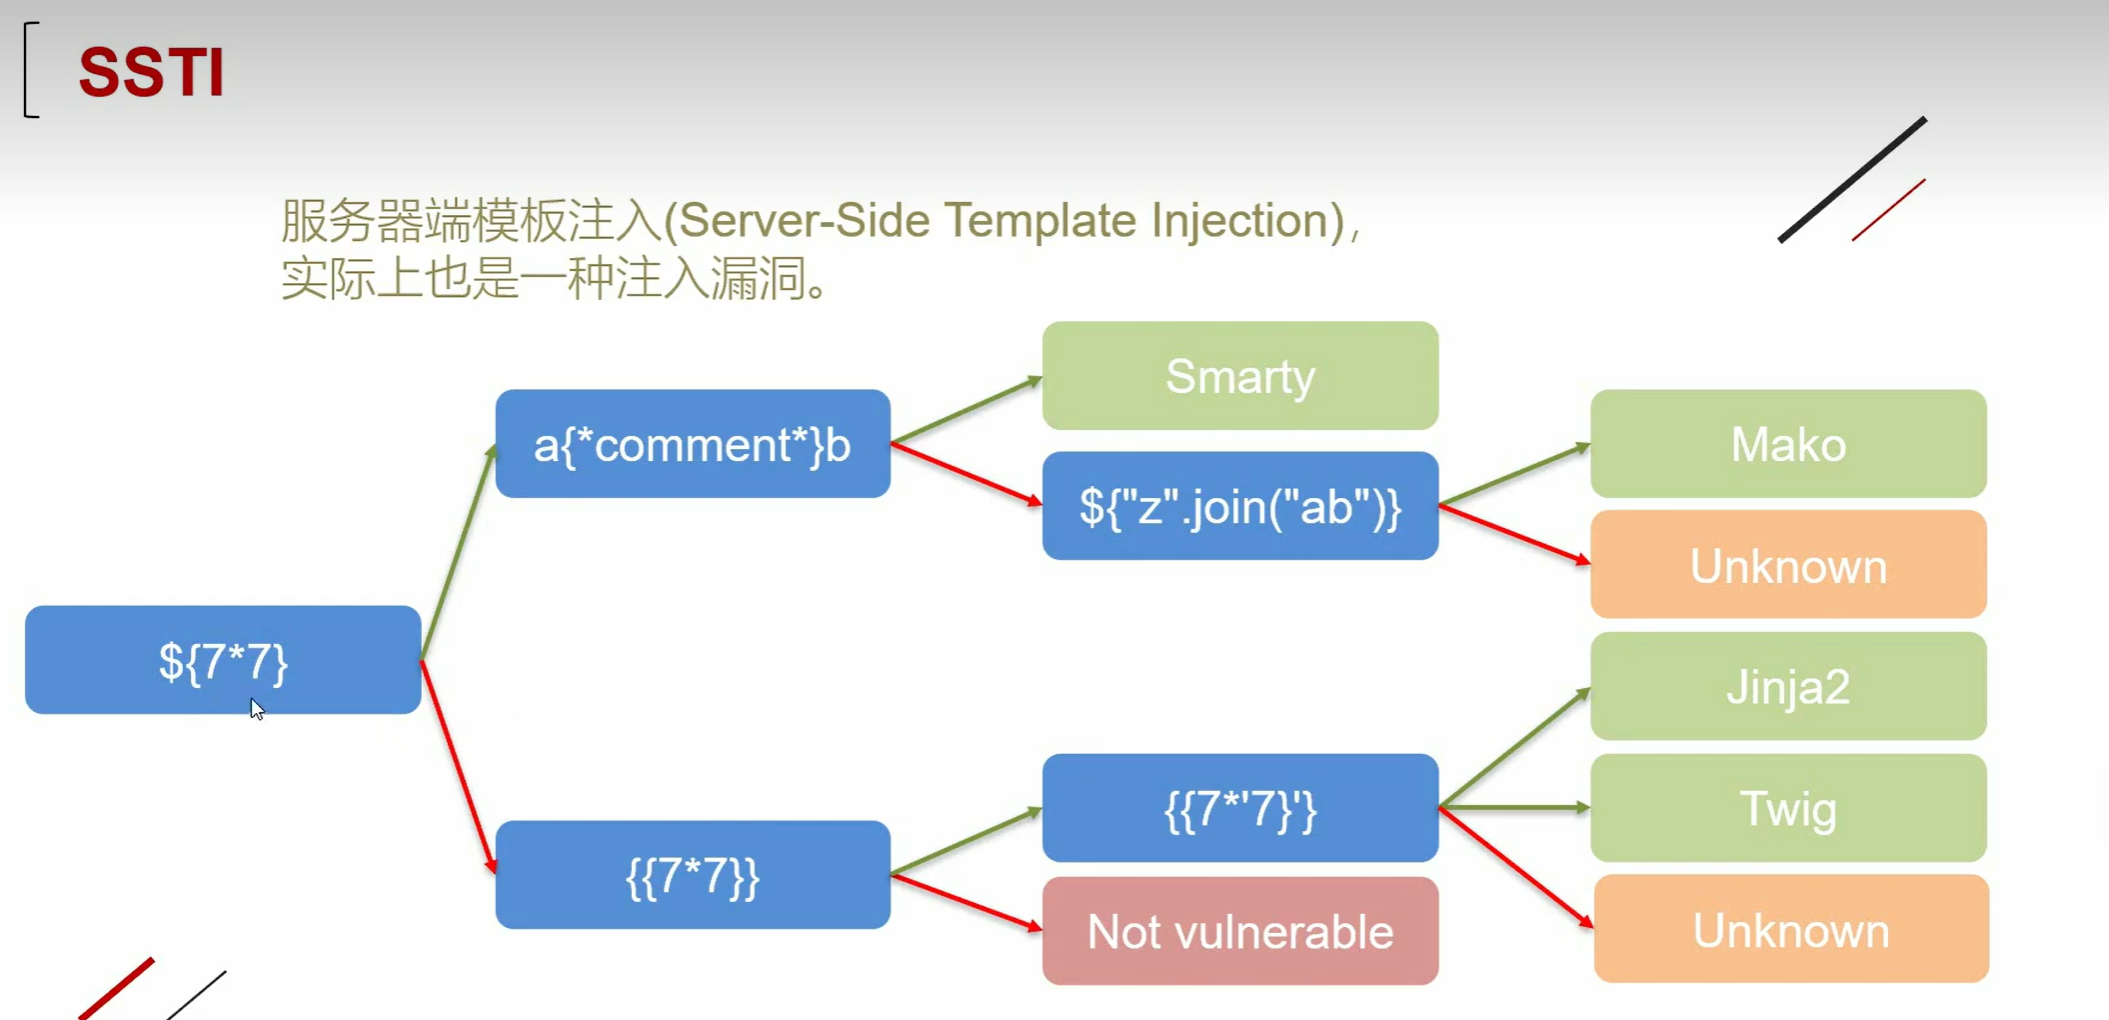 SSTI
服务器端模板注入(Server-Side Template Injection),
实际上也是一种注入漏洞。
${7*7}
a{*comment*}b
Smarty
${"z".join("ab")}
Mako
Unknown
{{7*7}}
{{7*'7}'}
Not vulnerable
Jinja2
Twig
Unknown